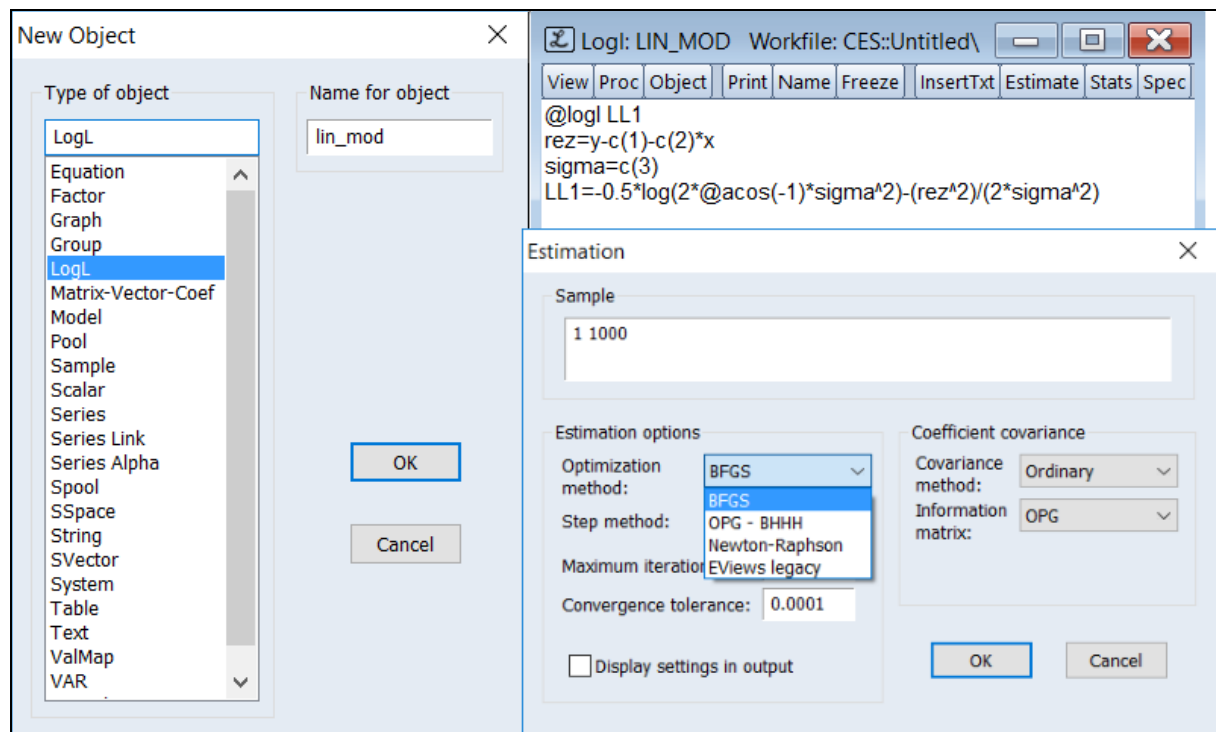 New Object
Type of object
Name for object
LogL
lin_mod
Equation
Factor
Graph
Group
LogL
Matrix-Vector-Coef
Model
Pool
Sample
Scalar
Series
Series Link
Series Alpha
Spool
SSpace
String
SVector
System
Table
Text
ValMap
VAR
OK
Cancel
Logl: LIN_MOD Workfile: CES::Untitled\
View Proc Object Print Name Freeze InsertTxt Estimate Stats Spec
@logl LL1
rez=y-c(1)-c(2)*x
sigma=c(3)
LL1=-0.5*log(2*@acos(-1)*sigma^2)-(rez^2)/(2*sigma^2)
Estimation
Sample
1 1000
Estimation options
Optimization
method:
BFGS
BFGS
OPG - BHHH
Newton-Raphson
EViews legacy
Step method:
Maximum iteration
Convergence tolerance: 0.0001
Display settings in output
Coefficient covariance
Covariance
method:
Ordinary
Information
matrix:
OPG
OK
Cancel